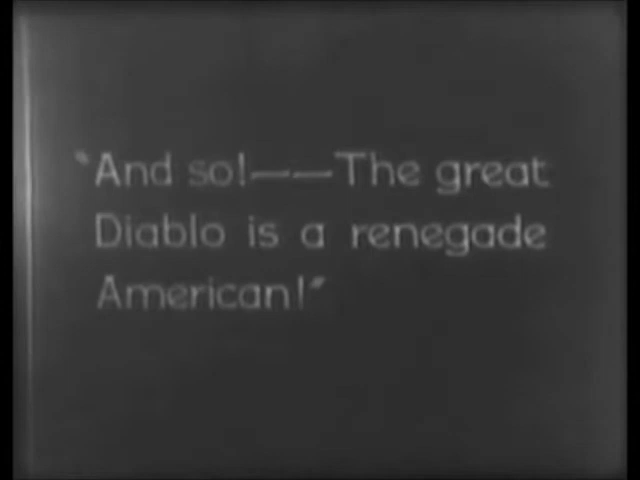 "And so!——The great
Diablo is a renegade
American!"